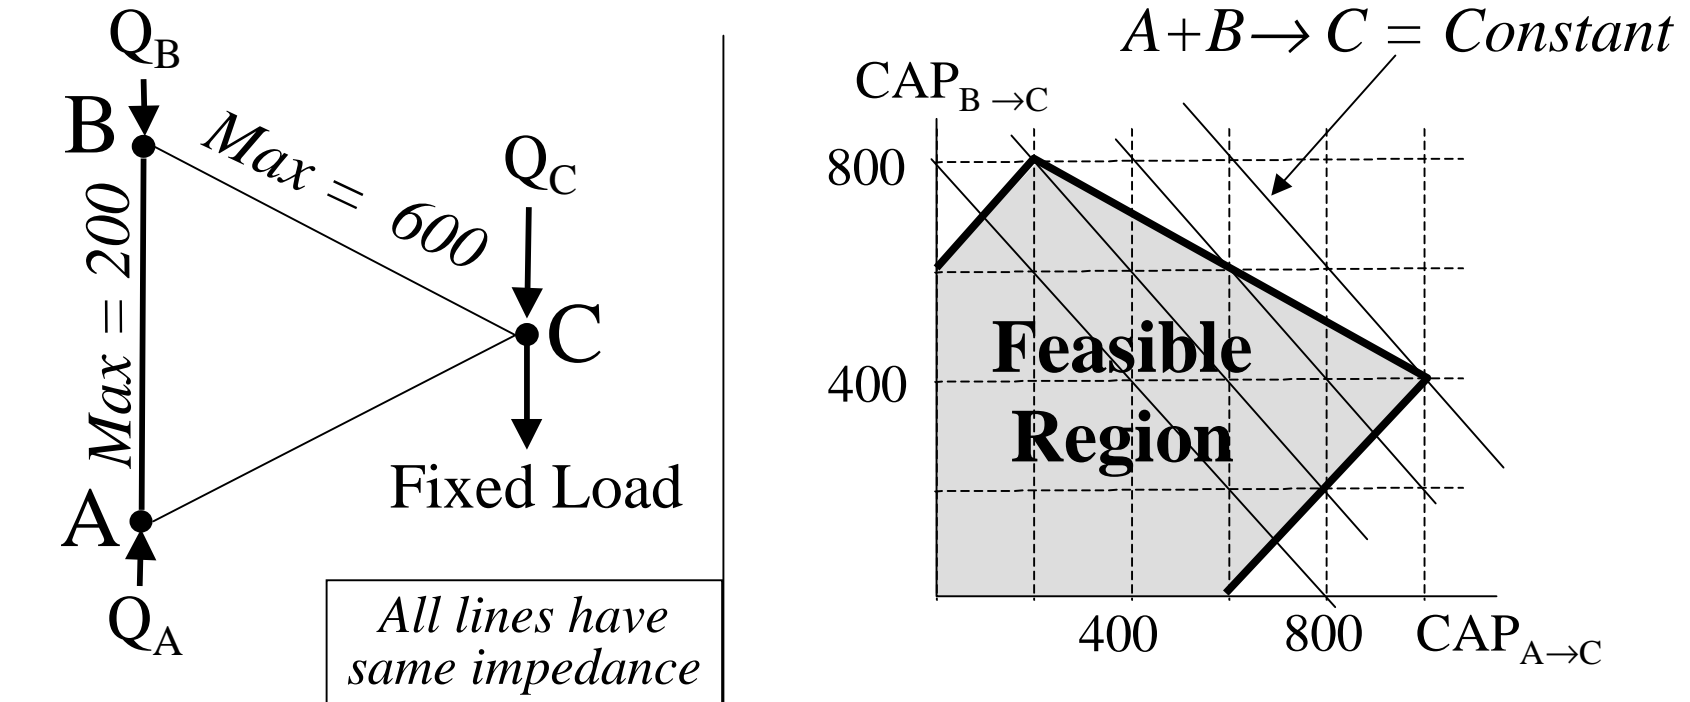 Q_B
B
Max = 600
Max = 200
Q_C
C
Fixed Load
A
Q_A
All lines have
same impedance
A+B→ C = Constant
CAP_B →C
800
400
Feasible
Region
400
800
CAP_A→C